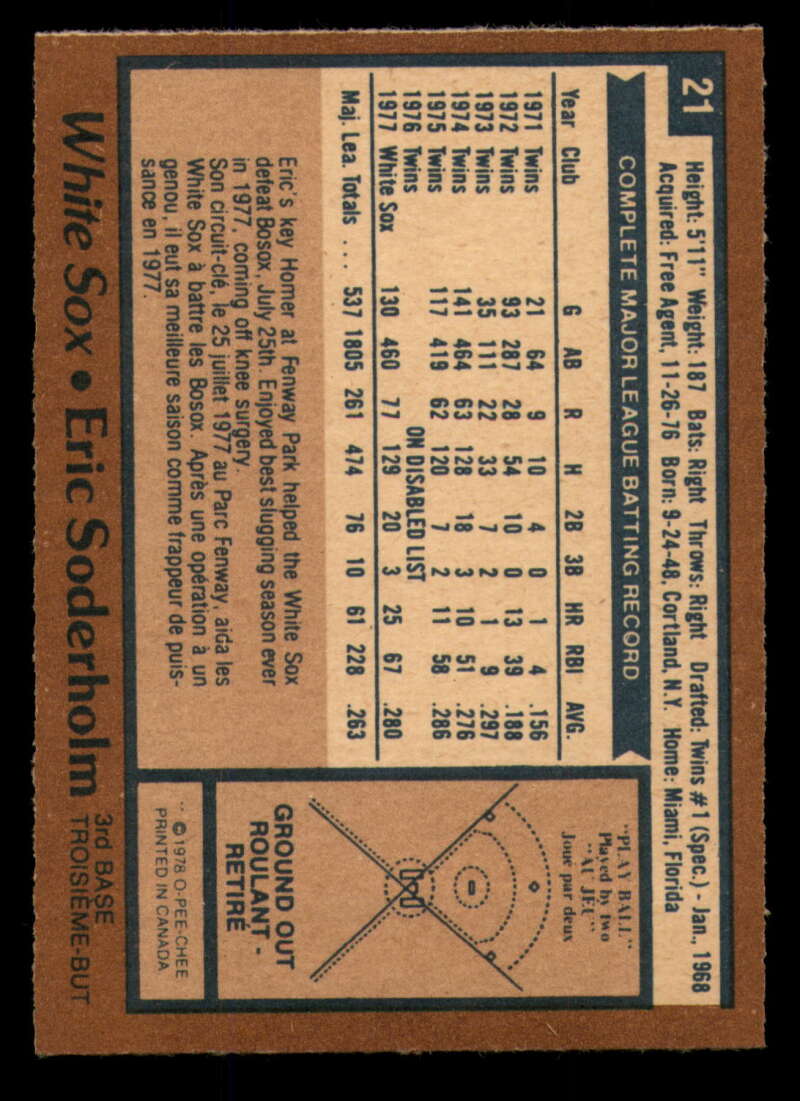 21
Height: 5'11" Weight: 187 Bats: Right Throws: Right Drafted: Twins #1 (Spec.) - Jan., 1968
Acquired: Free Agent, 11-26-76 Born: 9-24-48, Cortland, N.Y. Home: Miami, Florida
COMPLETE MAJOR LEAGUE BATTING RECORD
Year Club G AB R H 2B 3B HR RBI AVG.
1971 Twins 21 64 9 10 4 0 1 4 .156
1972 Twins 93 287 28 54 10 0 13 39 .188
1973 Twins 35 111 22 33 7 2 1 9 .297
1974 Twins 141 464 63 128 18 3 10 51 .276
1975 Twins 117 419 62 120 7 2 11 58 .286
1976 Twins ON DISABLED LIST
1977 White Sox 130 460 77 129 20 3 25 67 .280
Maj. Lea. Totals ... 537 1805 261 474 76 10 61 228 .263
Eric's key Homer at Fenway Park helped the White Sox
defeat Bosox, July 25th. Enjoyed best slugging season ever
in 1977, coming off knee surgery.
Son circuit-clé, le 25 juillet 1977 au Parc Fenway, aida les
White Sox à battre les Bosox. Après une opération à un
genou, il eut sa meilleure saison comme frappeur de puis-
sance en 1977.
"PLAY BALL"
Played by two
"AU JEU"
Joue par deux
GROUND OUT
ROULANT -
RETIRÉ
© 1978 O-PEE-CHEE
PRINTED IN CANADA
White Sox • Eric Soderholm
3rd BASE
TROISIÈME-BUT